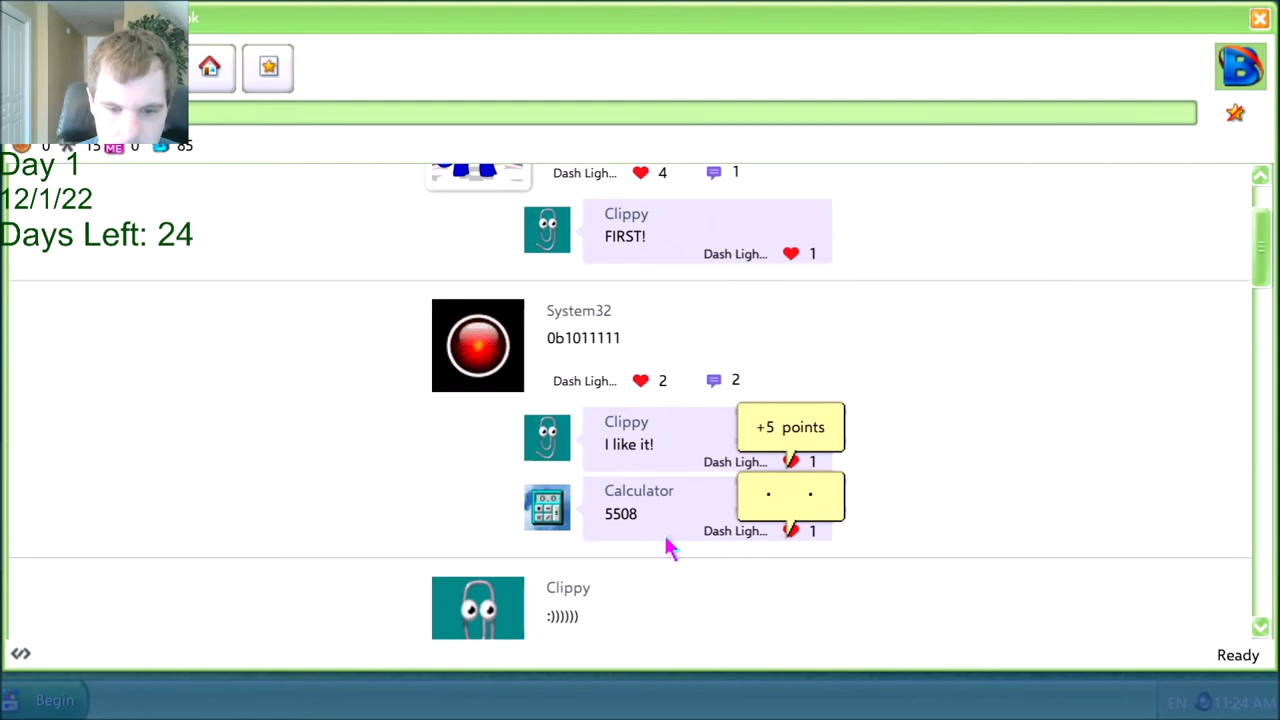 ok
0 15 ME 0 85
Day 1
12/1/22
Days Left: 24
Dash Ligh... 4 1
Clippy
FIRST!
Dash Ligh... 1
System32
0b1011111
Dash Ligh... 2 2
Clippy
+5 points
I like it!
Dash Ligh... 1
Calculator
. .
5508
Dash Ligh... 1
Clippy
:))))))
Ready
Begin
EN 11:24 AM